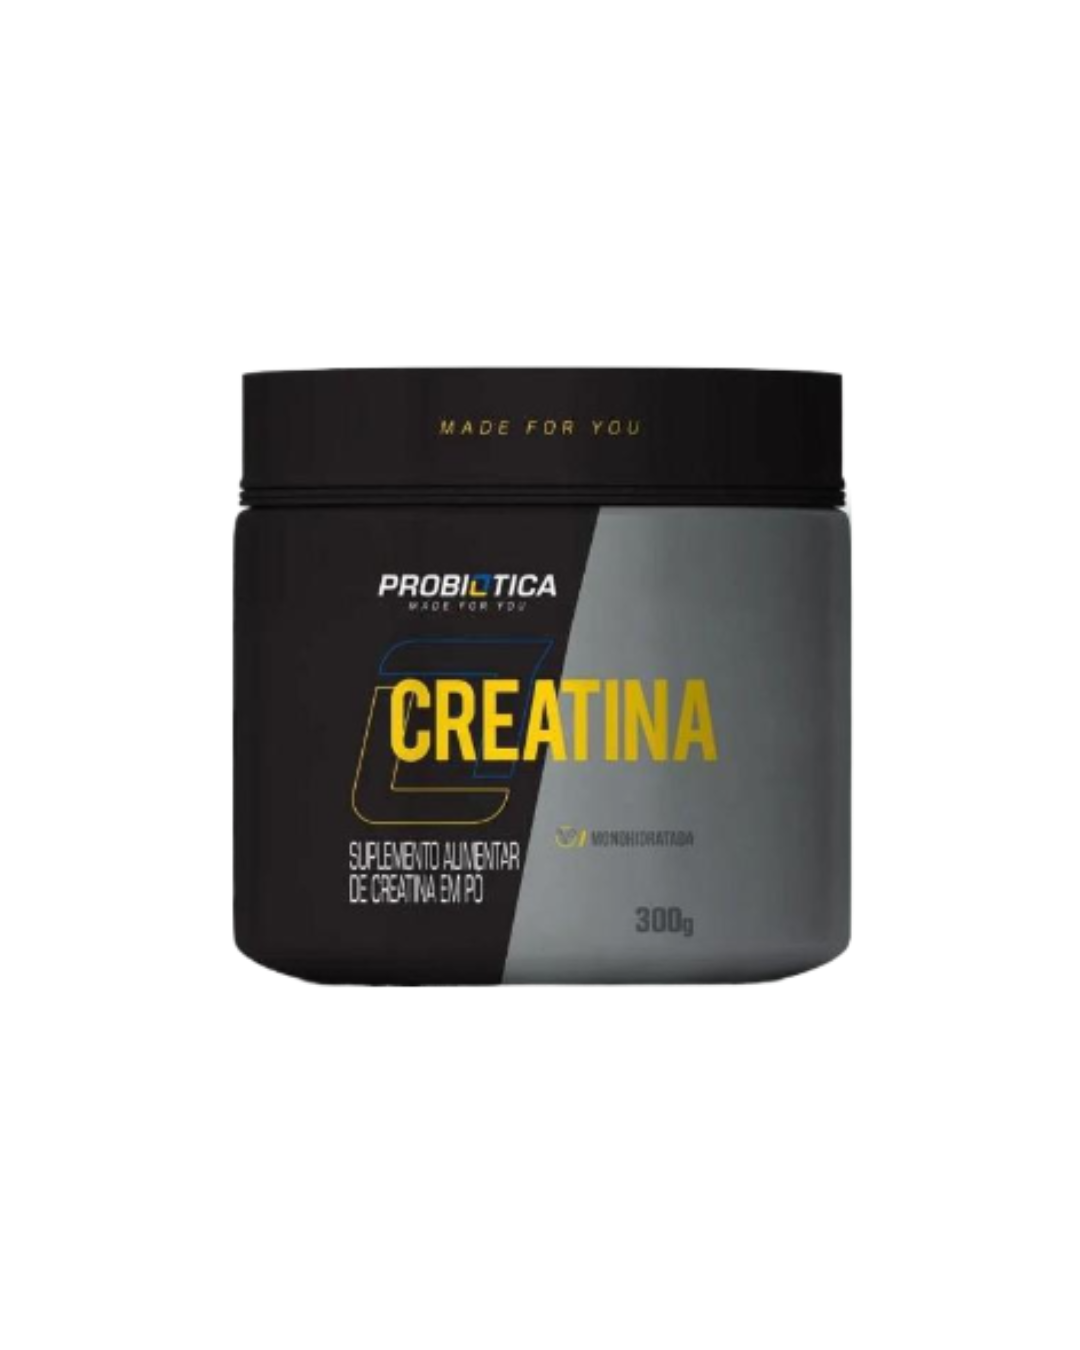 MADE FOR YOU
PROBIOTICA
MADE FOR YOU
CREATINA
SUPLEMENTO ALIMENTAR
DE CREATINA EM PÓ
MONOHIDRATADA
300g